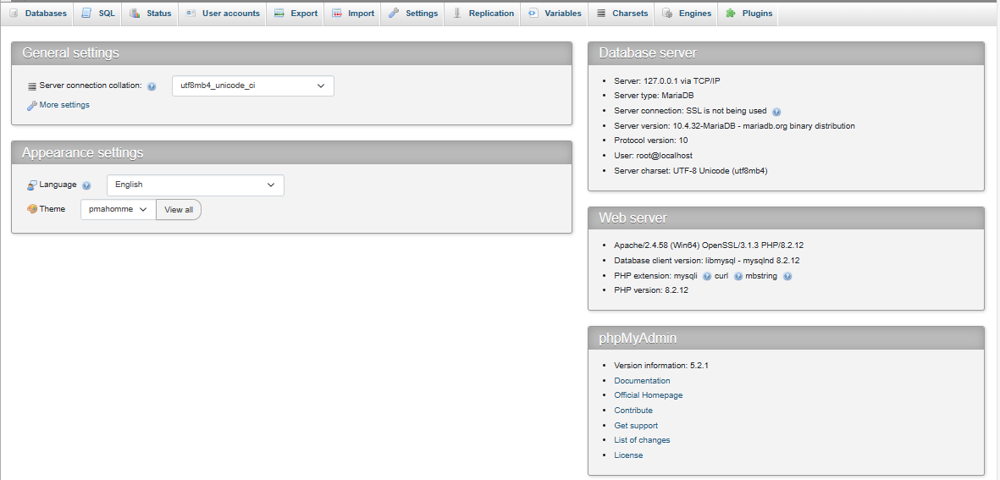 Databases SQL Status User accounts Export Import Settings Replication Variables Charsets Engines Plugins
General settings
Server connection collation: utf8mb4_unicode_ci
More settings
Appearance settings
Language English
Theme pmahomme View all
Database server
Server: 127.0.0.1 via TCP/IP
Server type: MariaDB
Server connection: SSL is not being used
Server version: 10.4.32-MariaDB - mariadb.org binary distribution
Protocol version: 10
User: root@localhost
Server charset: UTF-8 Unicode (utf8mb4)
Web server
Apache/2.4.58 (Win64) OpenSSL/3.1.3 PHP/8.2.12
Database client version: libmysql - mysqlnd 8.2.12
PHP extension: mysqli curl mbstring
PHP version: 8.2.12
phpMyAdmin
Version information: 5.2.1
Documentation
Official Homepage
Contribute
Get support
List of changes
License